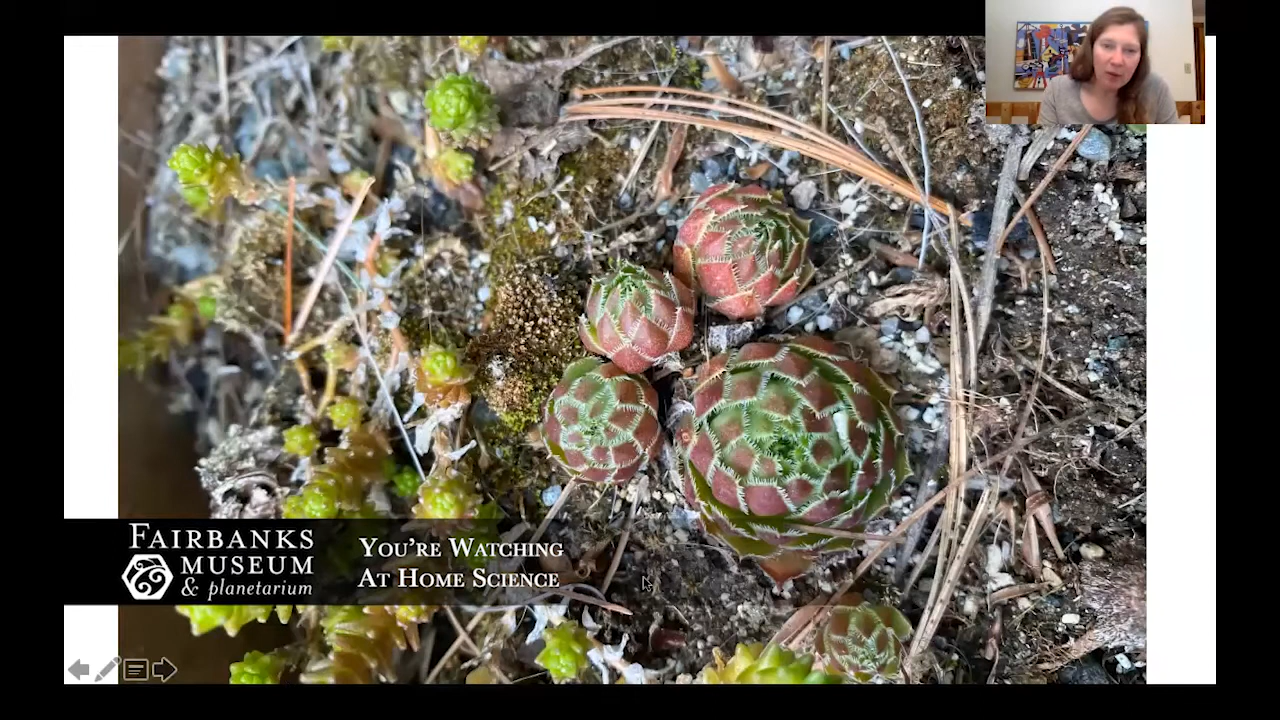 FAIRBANKS
MUSEUM
& planetarium
YOU'RE WATCHING
AT HOME SCIENCE